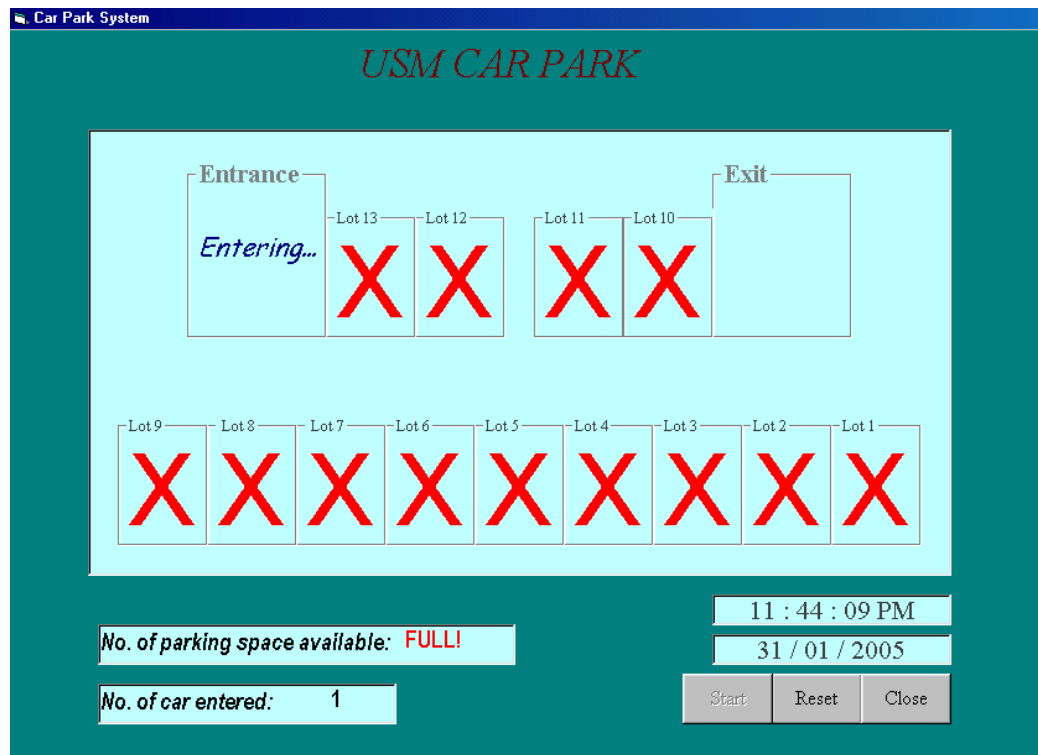 Car Park System
USM CAR PARK
Entrance
Exit
Lot 13
Lot 12
Lot 11
Lot 10
Entering...
X X X X
Lot 9
Lot 8
Lot 7
Lot 6
Lot 5
Lot 4
Lot 3
Lot 2
Lot 1
X X X X X X X X X
11 : 44 : 09 PM
No. of parking space available: FULL!
31 / 01 / 2005
No. of car entered: 1
Start
Reset
Close